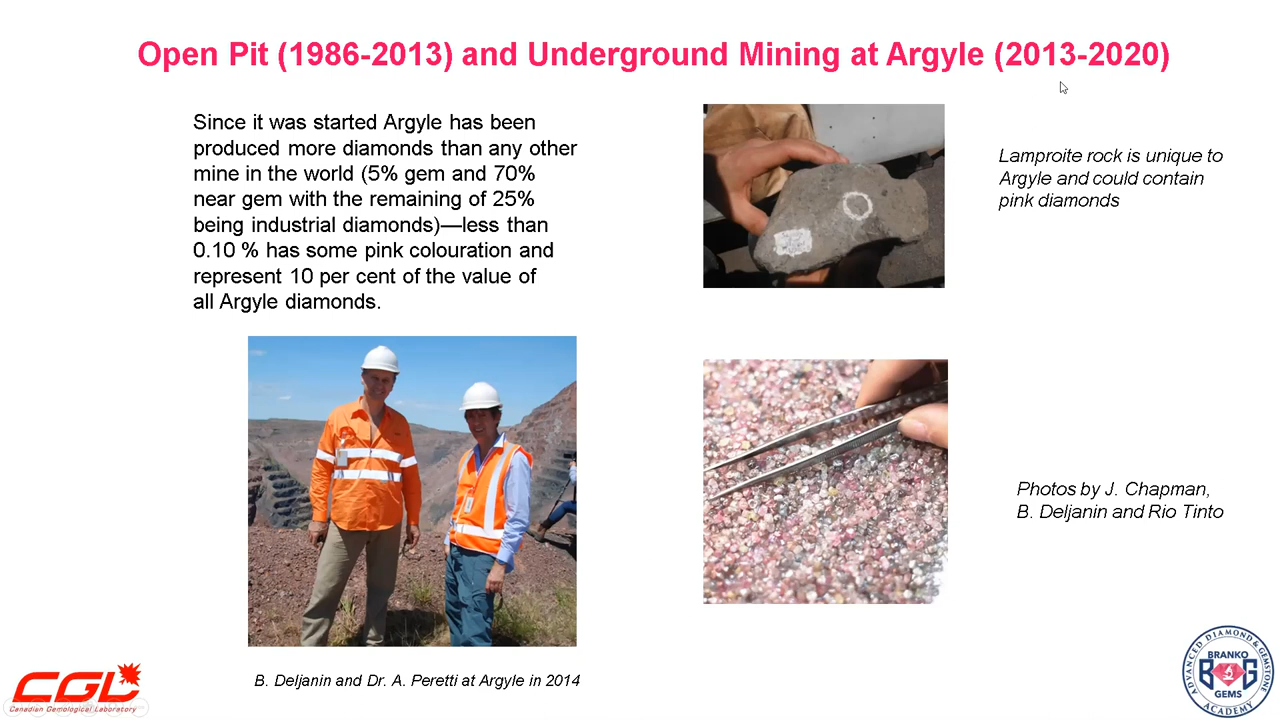 Open Pit (1986-2013) and Underground Mining at Argyle (2013-2020)
Since it was started Argyle has been
produced more diamonds than any other
mine in the world (5% gem and 70%
near gem with the remaining of 25%
being industrial diamonds)—less than
0.10 % has some pink colouration and
represent 10 per cent of the value of
all Argyle diamonds.
Lamproite rock is unique to
Argyle and could contain
pink diamonds
Photos by J. Chapman,
B. Deljanin and Rio Tinto
B. Deljanin and Dr. A. Peretti at Argyle in 2014
CGL
Canadian Gemological Laboratory
ADVANCED DIAMOND & GEMSTONE
BRANKO
BG
GEMS
ACADEMY